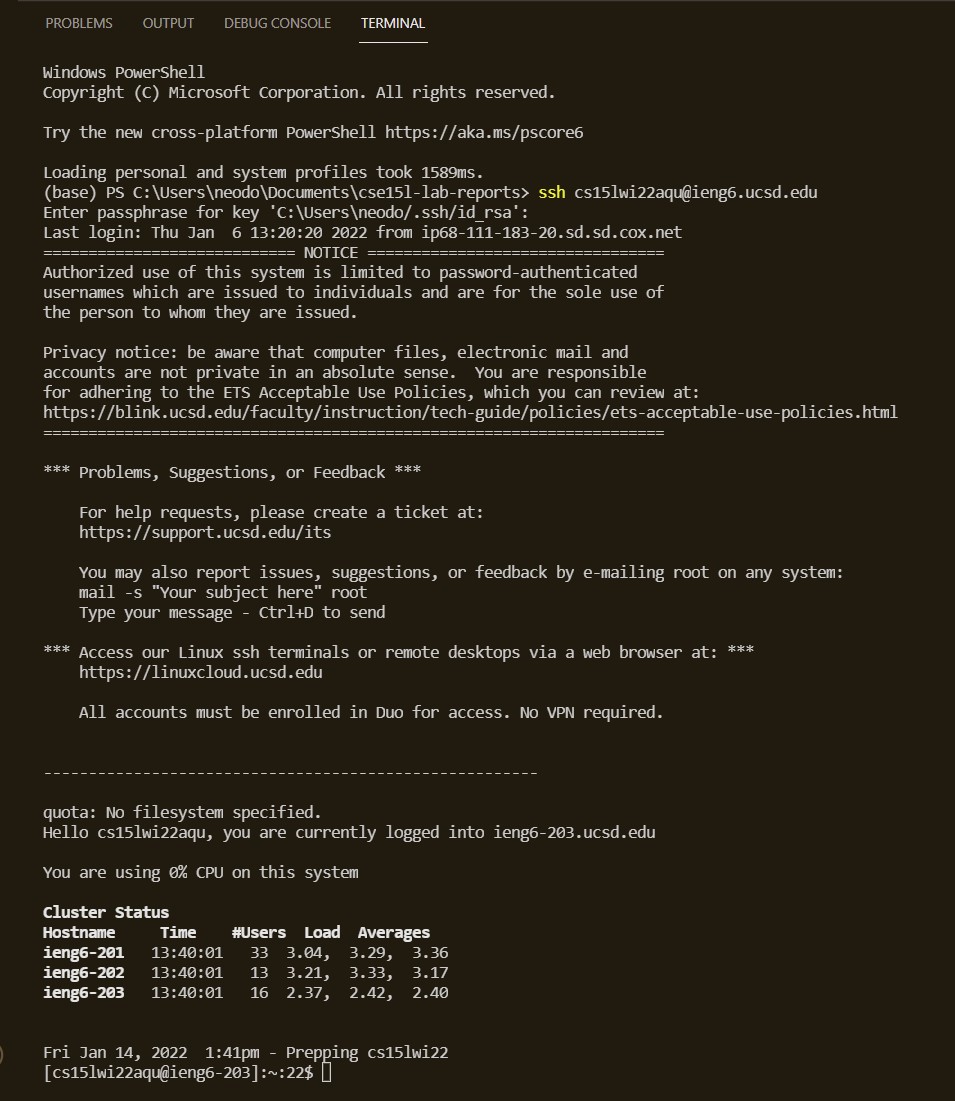 PROBLEMS OUTPUT DEBUG CONSOLE TERMINAL
Windows PowerShell
Copyright (C) Microsoft Corporation. All rights reserved.
Try the new cross-platform PowerShell https://aka.ms/pscore6
Loading personal and system profiles took 1589ms.
(base) PS C:\Users\neodo\Documents\cse15l-lab-reports> ssh cs15lwi22aqu@ieng6.ucsd.edu
Enter passphrase for key 'C:\Users\neodo/.ssh/id_rsa':
Last login: Thu Jan  6 13:20:20 2022 from ip68-111-183-20.sd.sd.cox.net
============================ NOTICE =================================
Authorized use of this system is limited to password-authenticated
usernames which are issued to individuals and are for the sole use of
the person to whom they are issued.
Privacy notice: be aware that computer files, electronic mail and
accounts are not private in an absolute sense.  You are responsible
for adhering to the ETS Acceptable Use Policies, which you can review at:
https://blink.ucsd.edu/faculty/instruction/tech-guide/policies/ets-acceptable-use-policies.html
=====================================================================
*** Problems, Suggestions, or Feedback ***
For help requests, please create a ticket at:
https://support.ucsd.edu/its
You may also report issues, suggestions, or feedback by e-mailing root on any system:
mail -s "Your subject here" root
Type your message - Ctrl+D to send
*** Access our Linux ssh terminals or remote desktops via a web browser at: ***
https://linuxcloud.ucsd.edu
All accounts must be enrolled in Duo for access. No VPN required.
-------------------------------------------------------
quota: No filesystem specified.
Hello cs15lwi22aqu, you are currently logged into ieng6-203.ucsd.edu
You are using 0% CPU on this system
Cluster Status
Hostname     Time    #Users  Load  Averages
ieng6-201   13:40:01   33  3.04,  3.29,  3.36
ieng6-202   13:40:01   13  3.21,  3.33,  3.17
ieng6-203   13:40:01   16  2.37,  2.42,  2.40
Fri Jan 14, 2022  1:41pm - Prepping cs15lwi22
[cs15lwi22aqu@ieng6-203]:~:22$